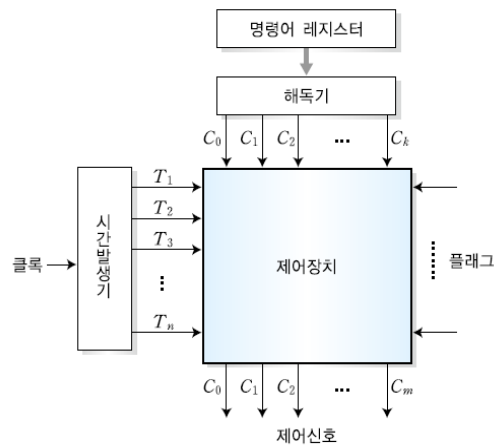 명령어 레지스터
해독기
C0 C1 C2 ... Ck
시간발생기
클록
T1
T2
T3
Tn
제어장치
플래그
C0 C1 C2 ... Cm
제어신호